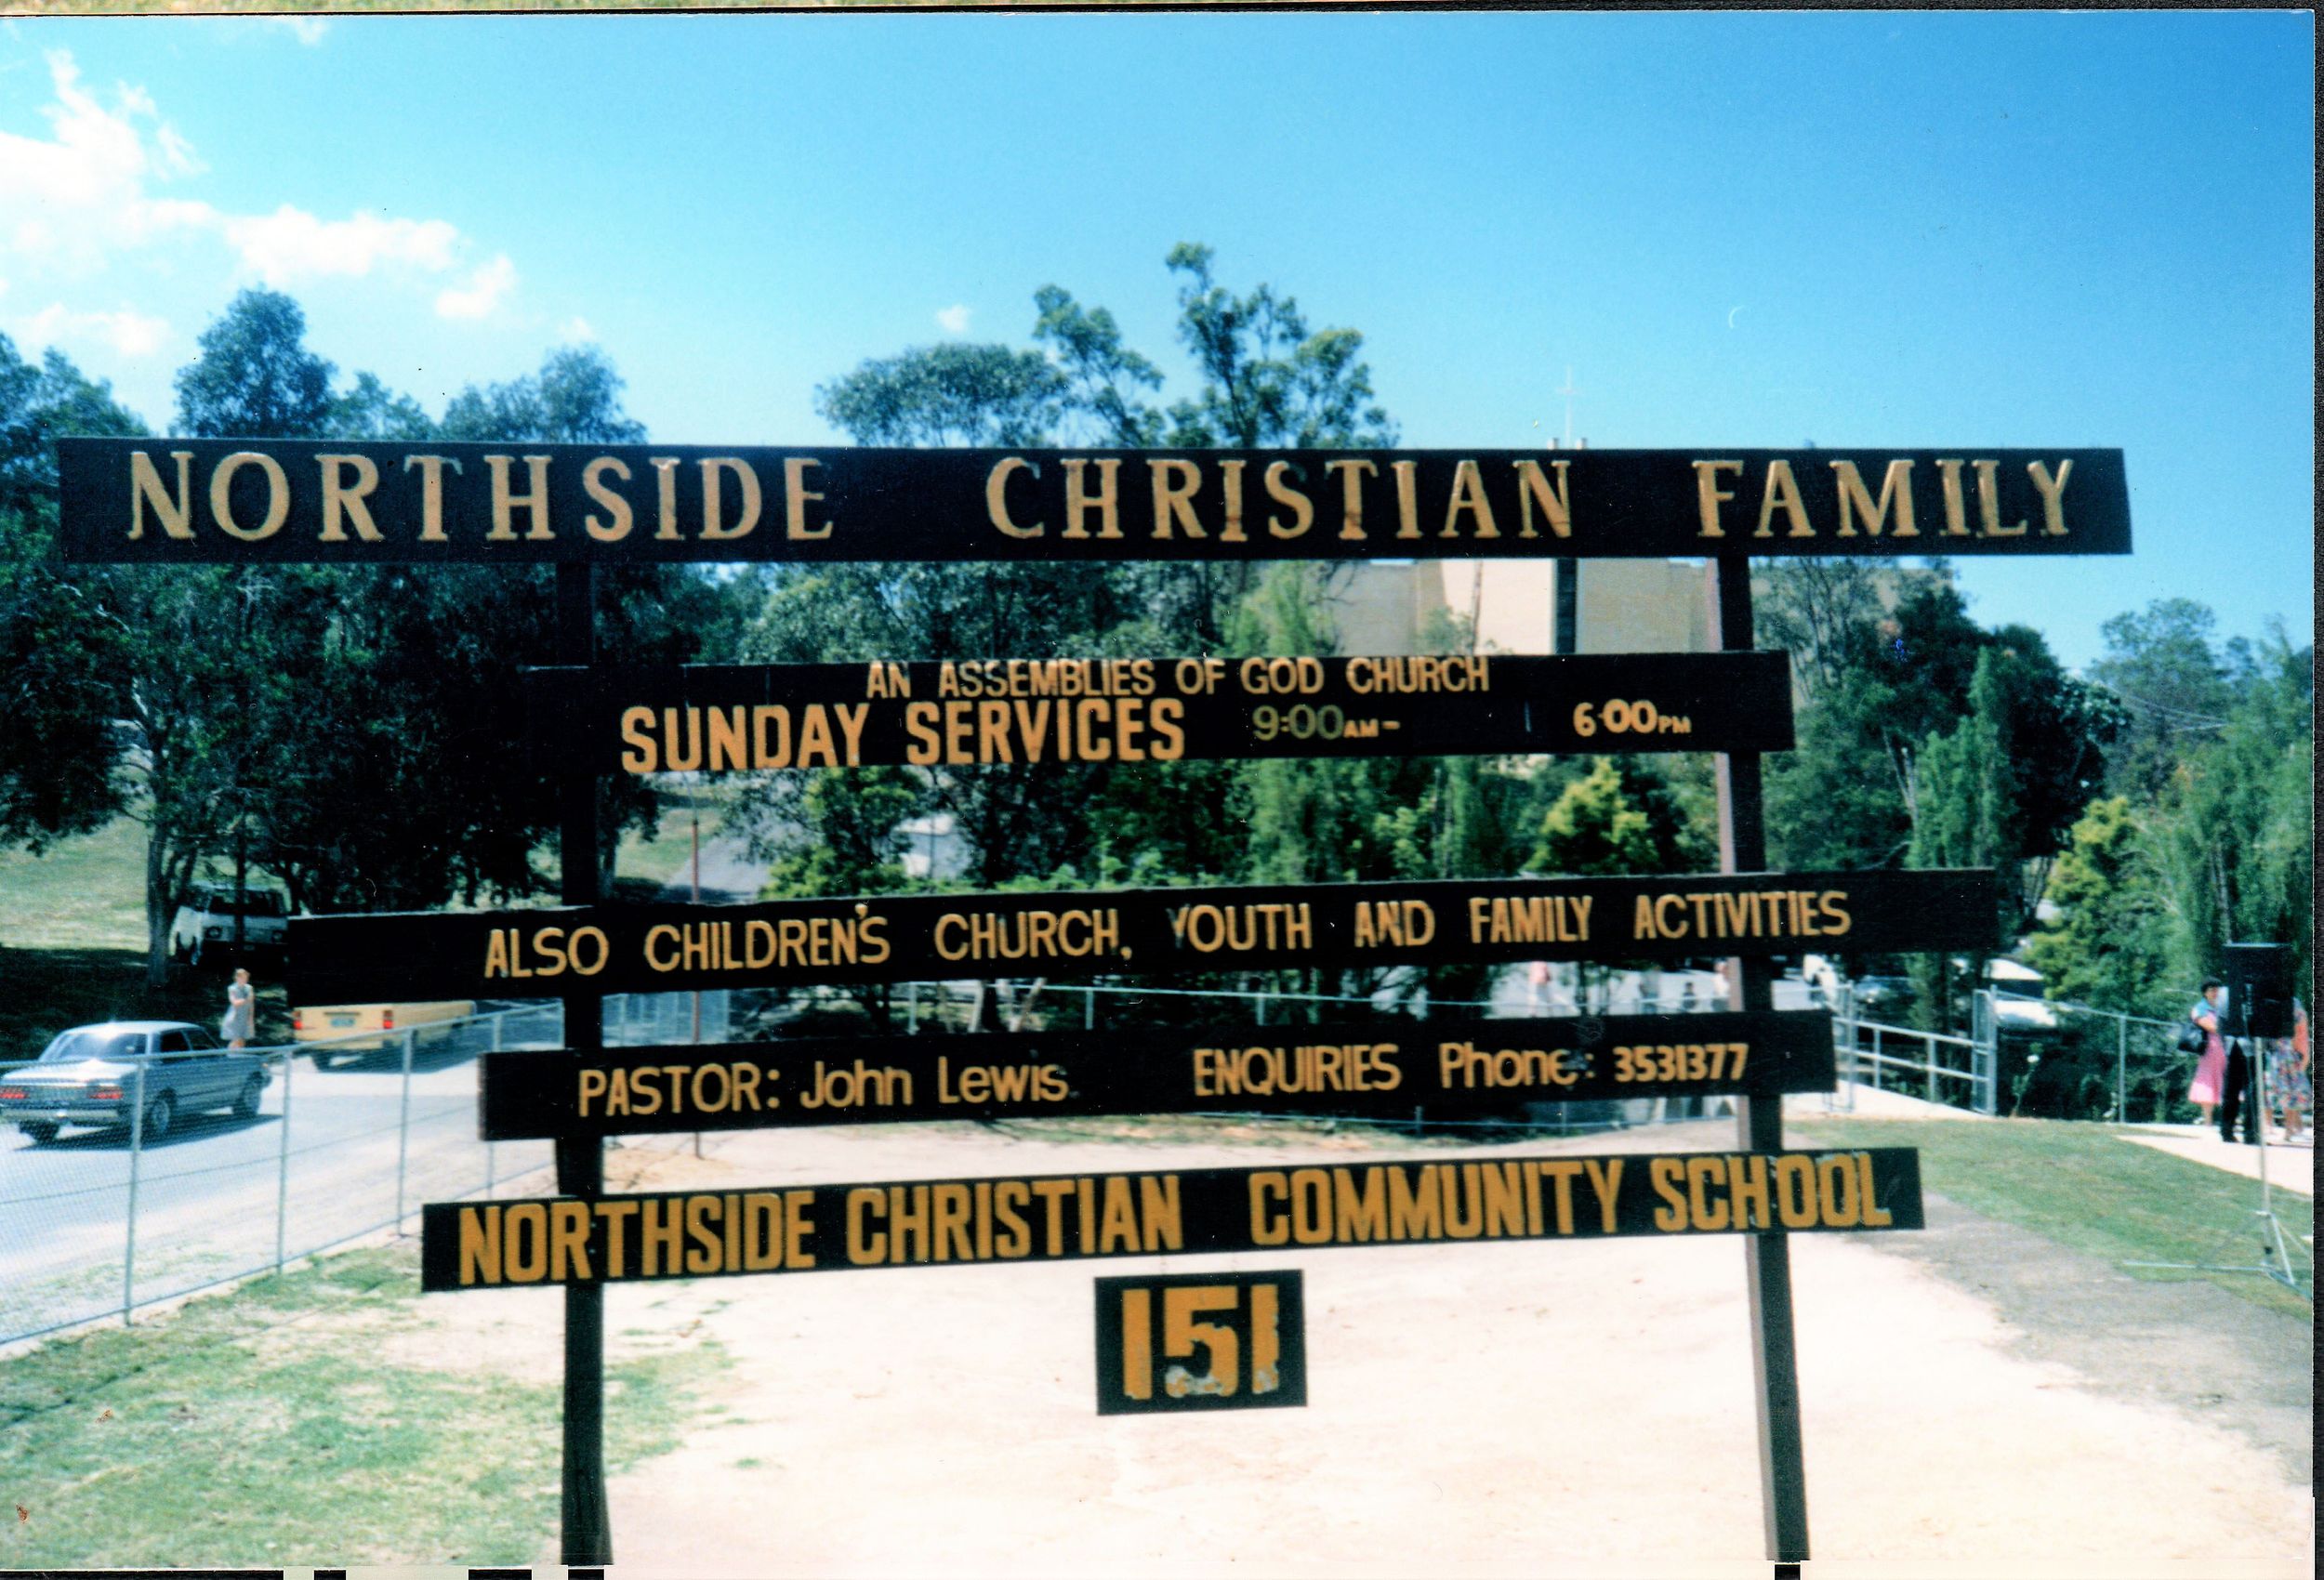 NORTHSIDE CHRISTIAN FAMILY
AN ASSEMBLIES OF GOD CHURCH
SUNDAY SERVICES 9:00AM- 6:00PM
ALSO CHILDREN'S CHURCH, YOUTH AND FAMILY ACTIVITIES
PASTOR: John Lewis ENQUIRIES Phone: 3531377
NORTHSIDE CHRISTIAN COMMUNITY SCHOOL
151